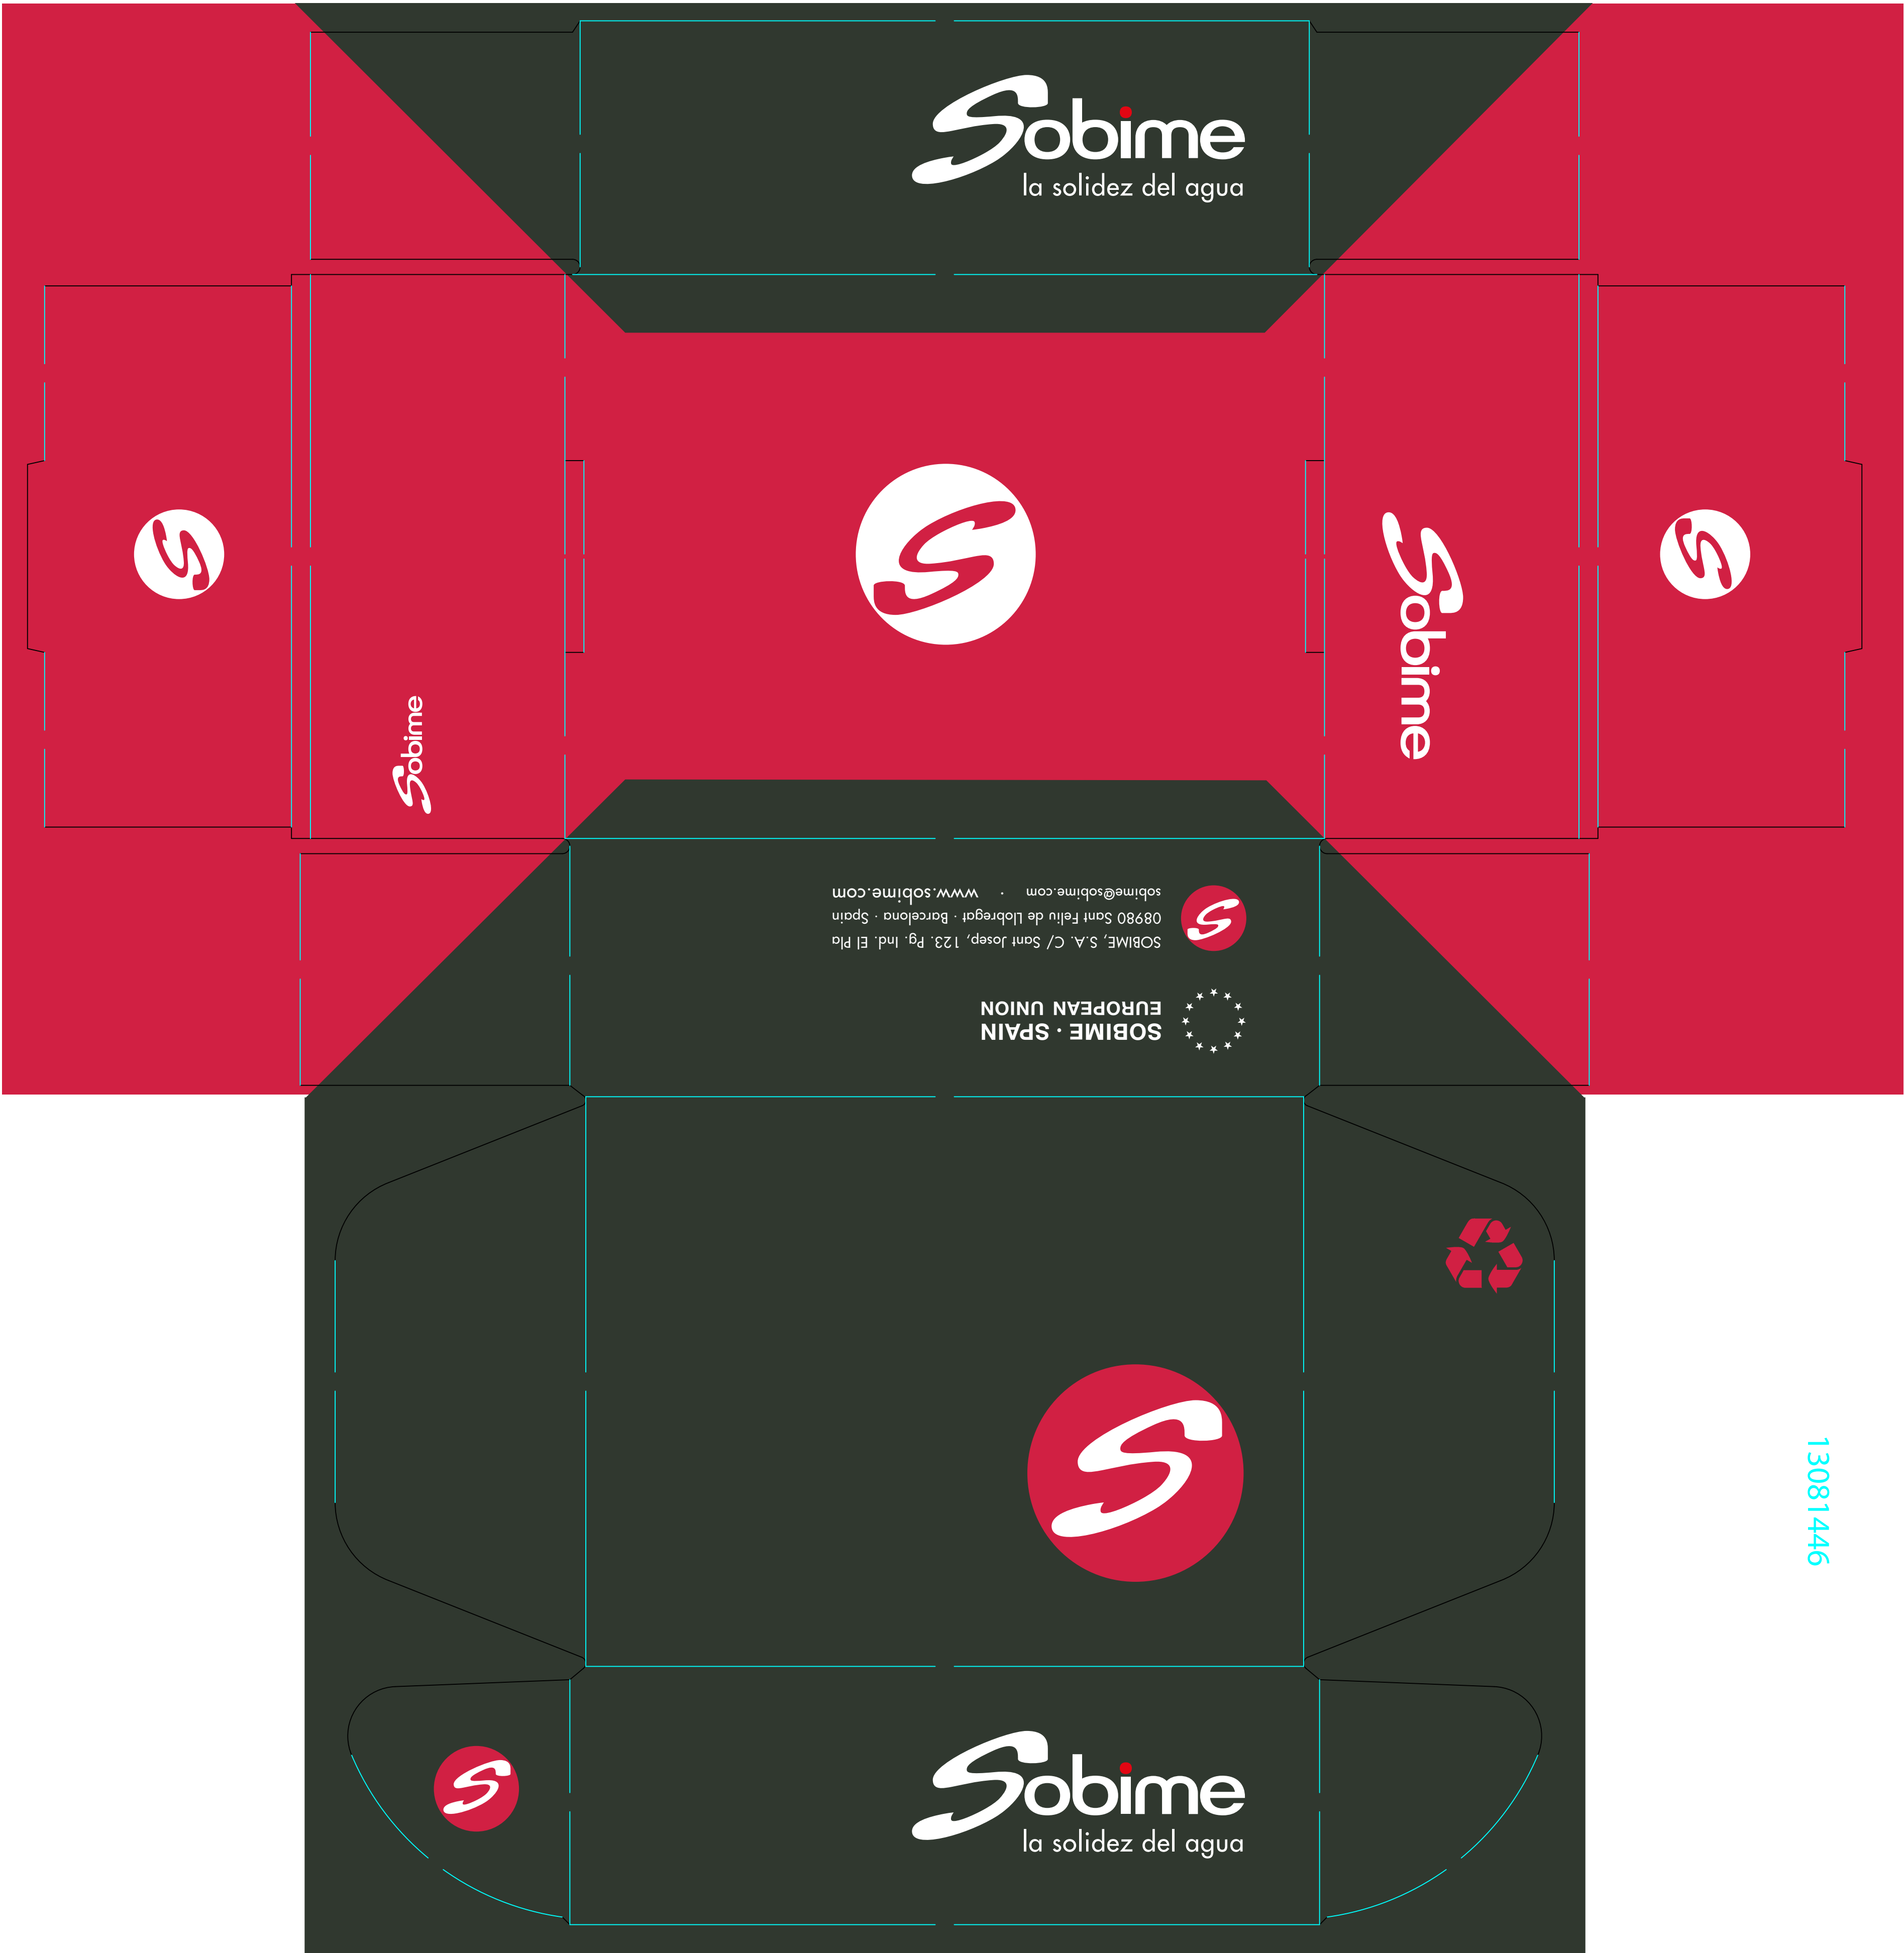 Sobime
la solidez del agua
Sobime
Sobime
SOBIME, S.A. C/ Sant Josep, 123. Pg. Ind. El Pla
08980 Sant Feliu de Llobregat · Barcelona · Spain
sobime@sobime.com · www.sobime.com
SOBIME · SPAIN
EUROPEAN UNION
13081446
Sobime
la solidez del agua